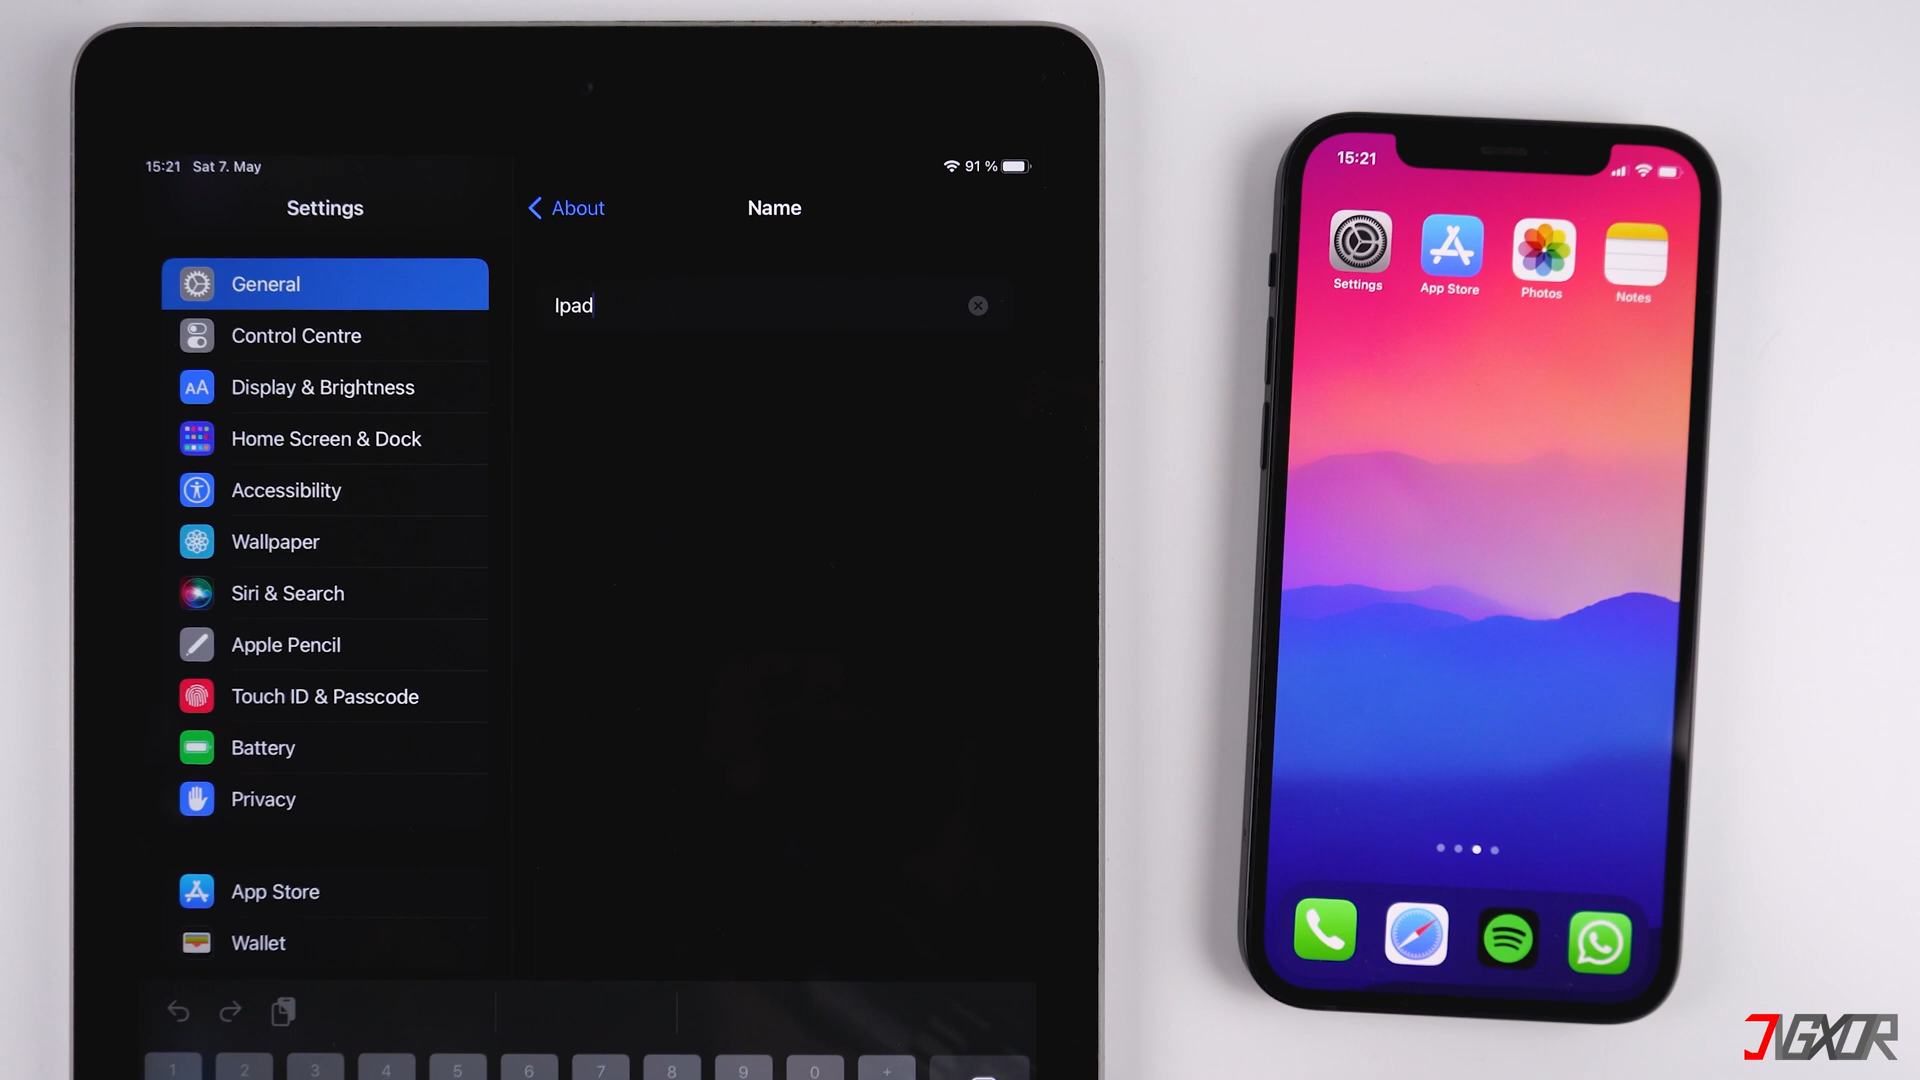 15:21 Sat 7. May
91 %
Settings
About
Name
Ipad
General
Control Centre
AA
Display & Brightness
Home Screen & Dock
Accessibility
Wallpaper
Siri & Search
Apple Pencil
Touch ID & Passcode
Battery
Privacy
App Store
Wallet
1 2 3 4 5 6 7 8 9 0 +
15:21
Settings
App Store
Photos
Notes
JVGXOR